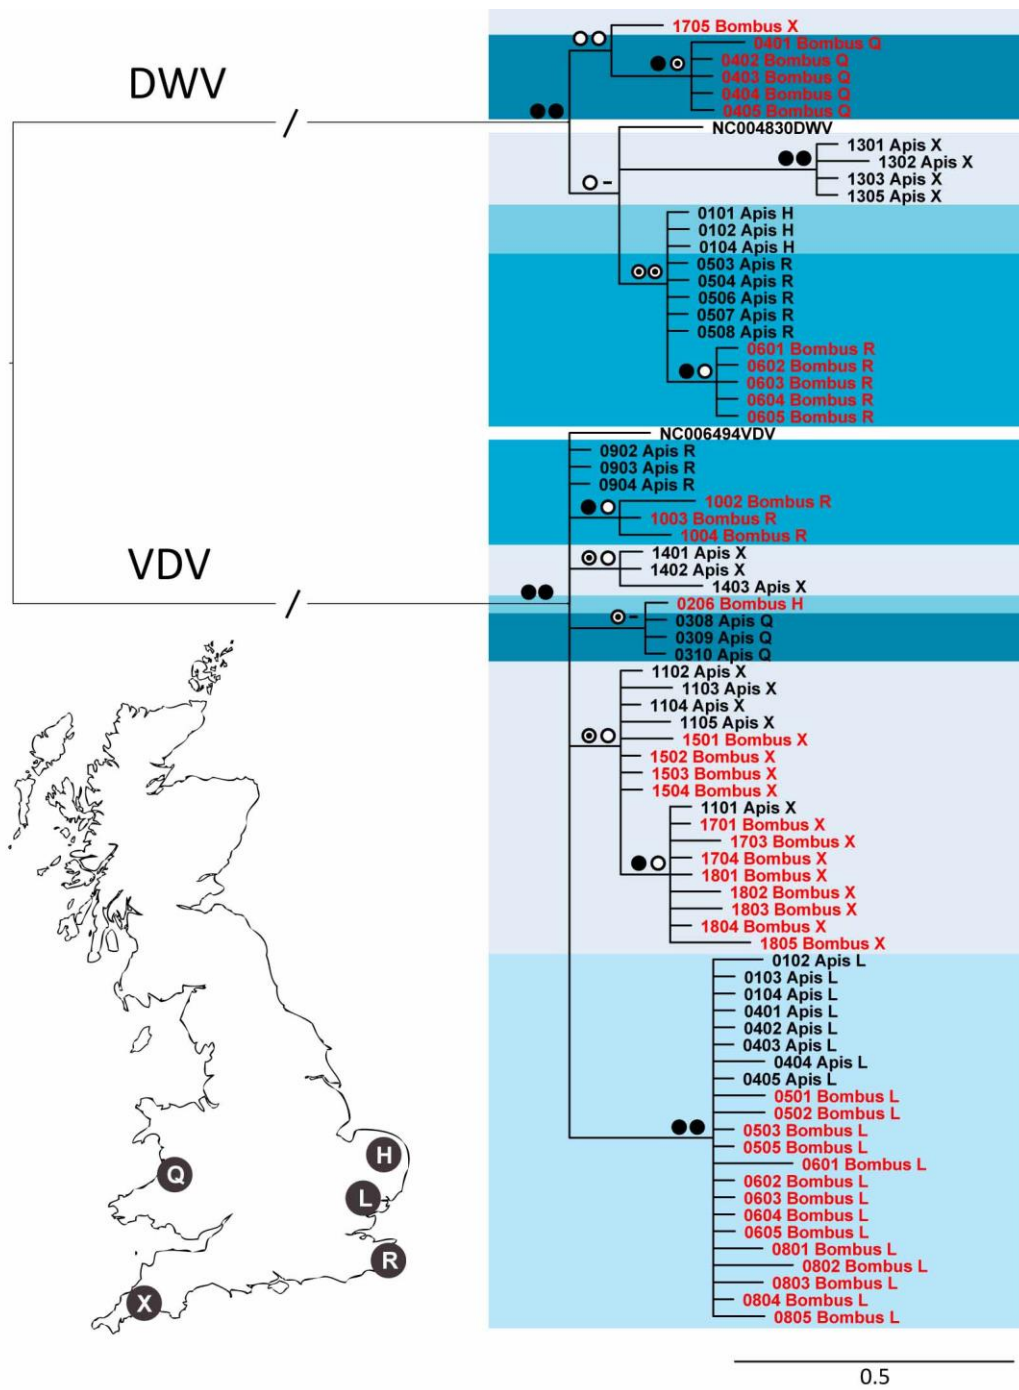 1705 Bombus X
0401 Bombus Q
DWV
0402 Bombus Q
0403 Bombus Q
0404 Bombus Q
0405 Bombus Q
NC004830DWV
1301 Apis X
1302 Apis X
1303 Apis X
1305 Apis X
0101 Apis H
0102 Apis H
0104 Apis H
0503 Apis R
0504 Apis R
0506 Apis R
0507 Apis R
0508 Apis R
0601 Bombus R
0602 Bombus R
0603 Bombus R
0604 Bombus R
0605 Bombus R
NC006494VDV
0902 Apis R
0903 Apis R
0904 Apis R
1002 Bombus R
1003 Bombus R
1004 Bombus R
VDV
1401 Apis X
1402 Apis X
1403 Apis X
0206 Bombus H
0308 Apis Q
0309 Apis Q
0310 Apis Q
1102 Apis X
1103 Apis X
1104 Apis X
1105 Apis X
1501 Bombus X
1502 Bombus X
1503 Bombus X
1504 Bombus X
1101 Apis X
1701 Bombus X
1703 Bombus X
1704 Bombus X
1801 Bombus X
1802 Bombus X
1803 Bombus X
1804 Bombus X
1805 Bombus X
0102 Apis L
0103 Apis L
0104 Apis L
0401 Apis L
0402 Apis L
0403 Apis L
0404 Apis L
0405 Apis L
0501 Bombus L
0502 Bombus L
0503 Bombus L
0505 Bombus L
0601 Bombus L
0602 Bombus L
0603 Bombus L
0604 Bombus L
0605 Bombus L
0801 Bombus L
0802 Bombus L
0803 Bombus L
0804 Bombus L
0805 Bombus L
H
Q
L
R
X
0.5